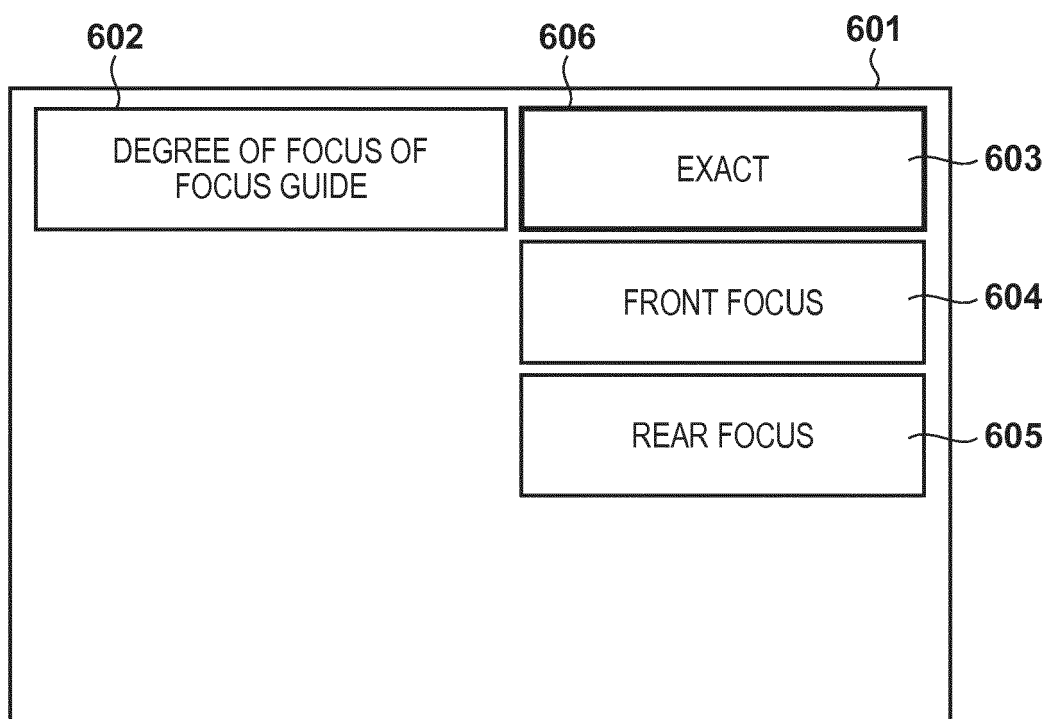 602
606
601
DEGREE OF FOCUS OF
FOCUS GUIDE
EXACT
603
FRONT FOCUS
604
REAR FOCUS
605